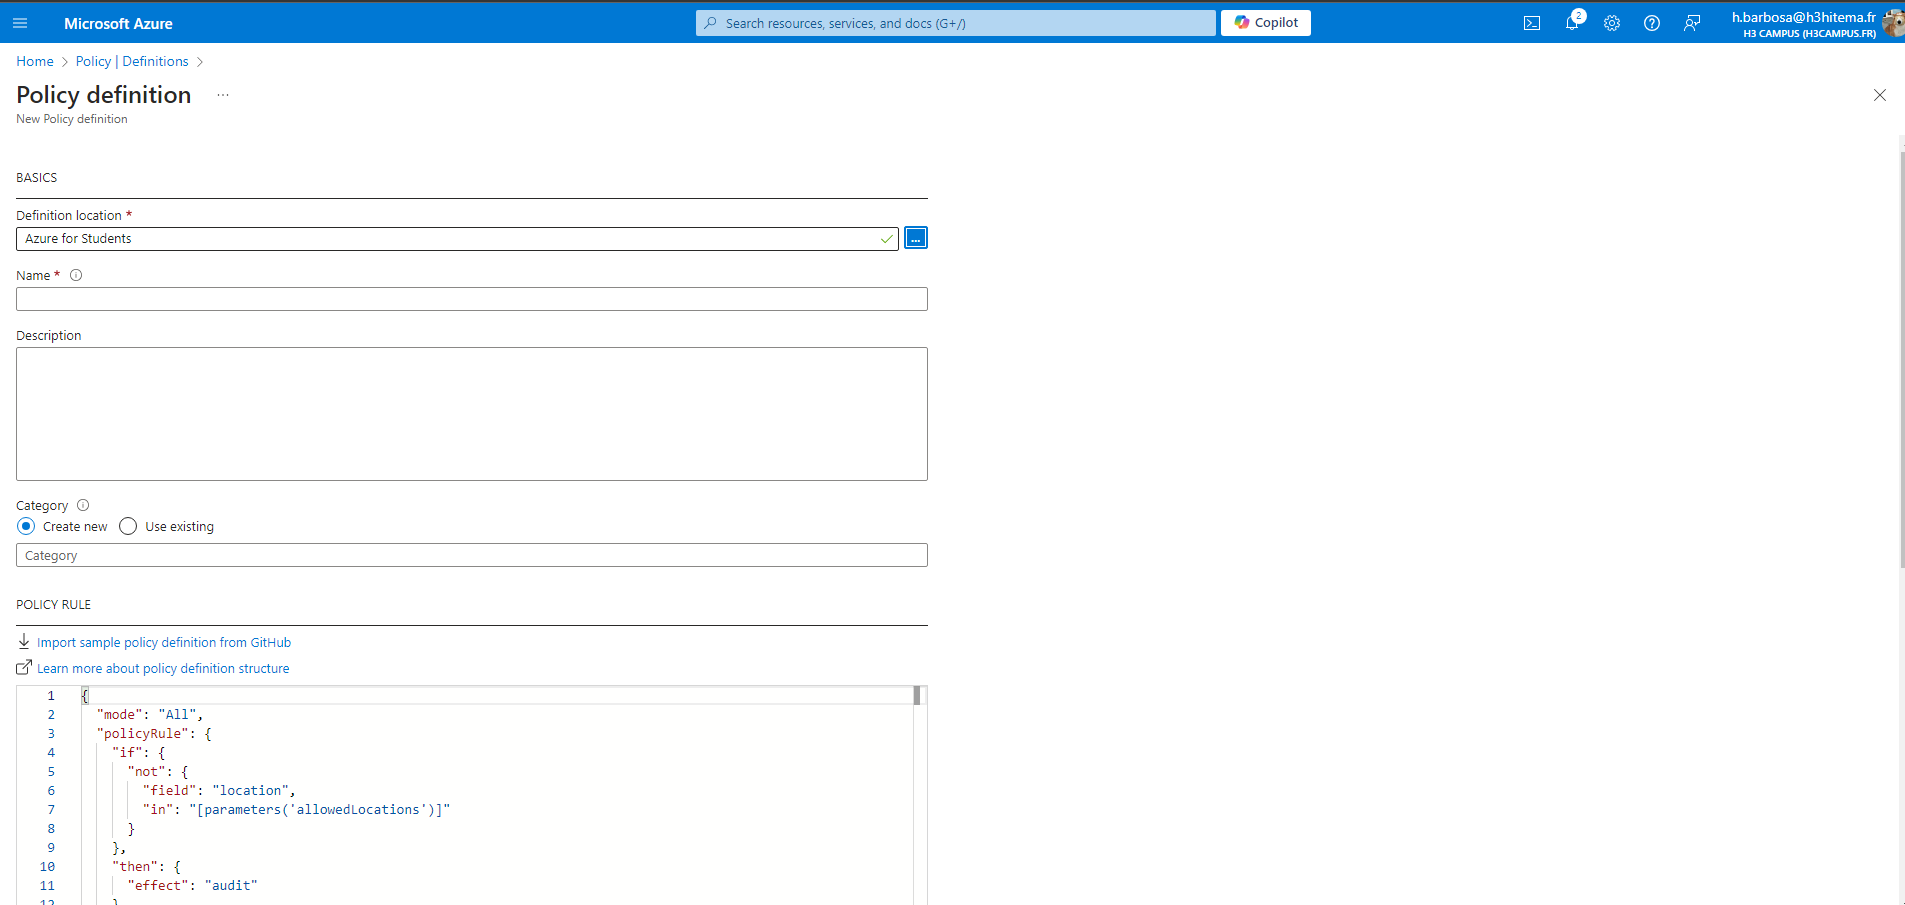 Microsoft Azure
Search resources, services, and docs (G+/)
Copilot
2
h.barbosa@h3hitema.fr
H3 CAMPUS (H3CAMPUS.FR)
Home > Policy | Definitions >
Policy definition ...
New Policy definition
BASICS
Definition location *
Azure for Students
...
Name *
Description
Category
Create new
Use existing
Category
POLICY RULE
Import sample policy definition from GitHub
Learn more about policy definition structure
1 {
2 "mode": "All",
3 "policyRule": {
4 "if": {
5 "not": {
6 "field": "location",
7 "in": "[parameters('allowedLocations')]"
8 }
9 },
10 "then": {
11 "effect": "audit"
12 }